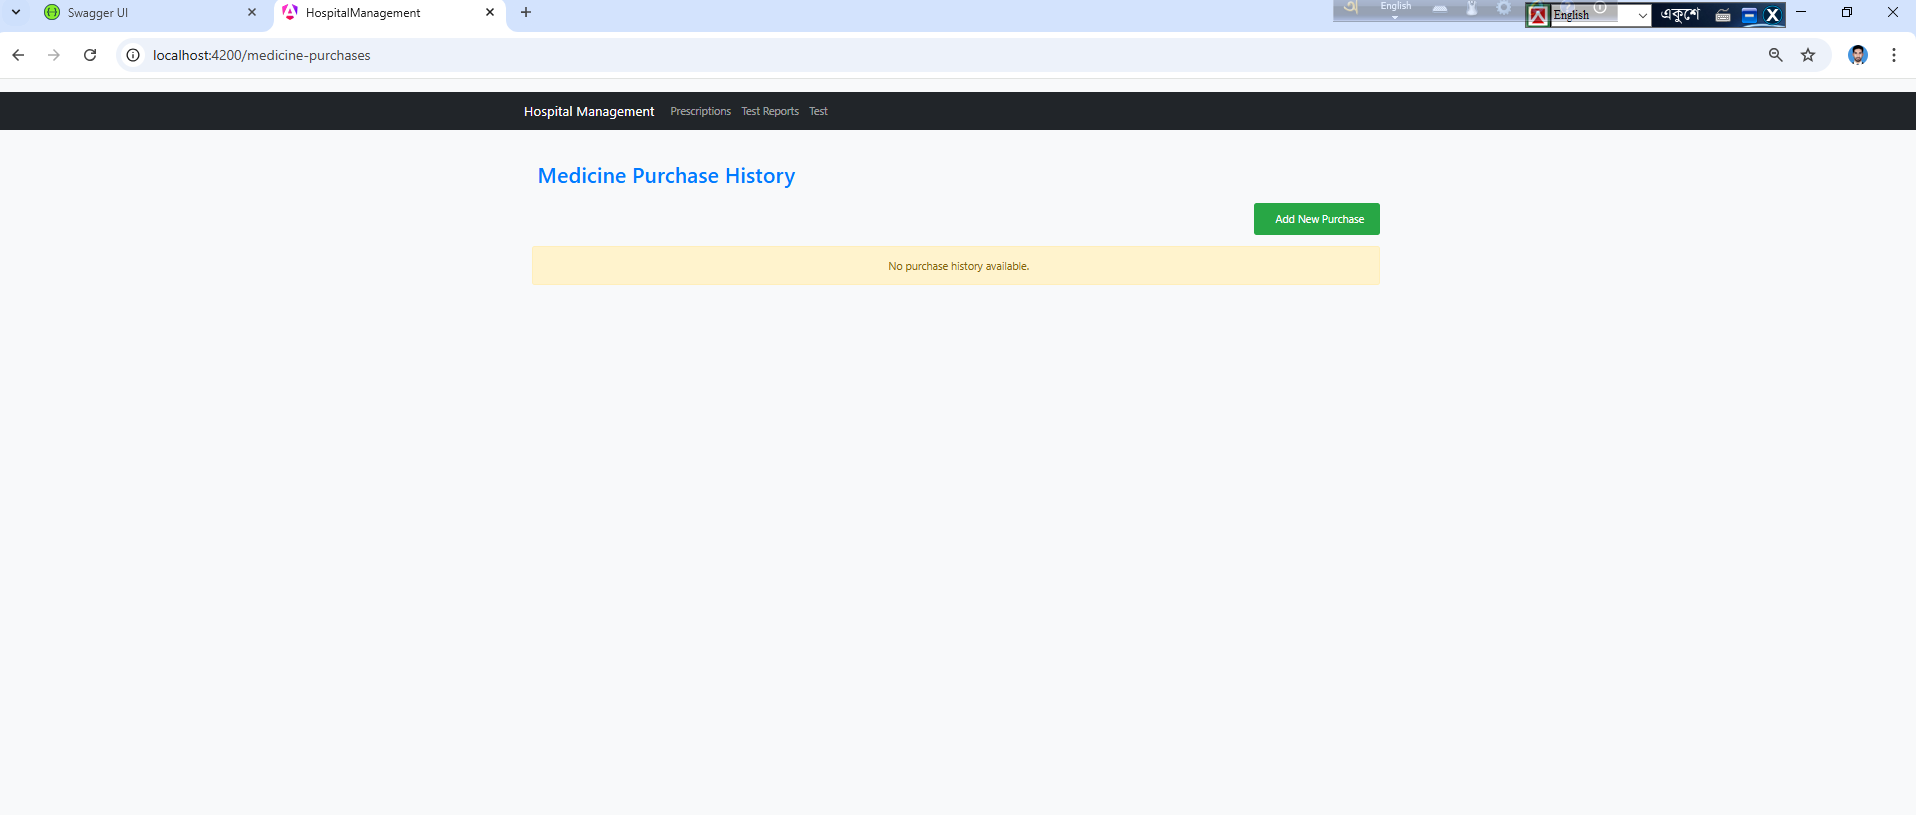 Swagger UI
HospitalManagement
English
English
একুশে
localhost:4200/medicine-purchases
Hospital Management Prescriptions Test Reports Test
Medicine Purchase History
Add New Purchase
No purchase history available.